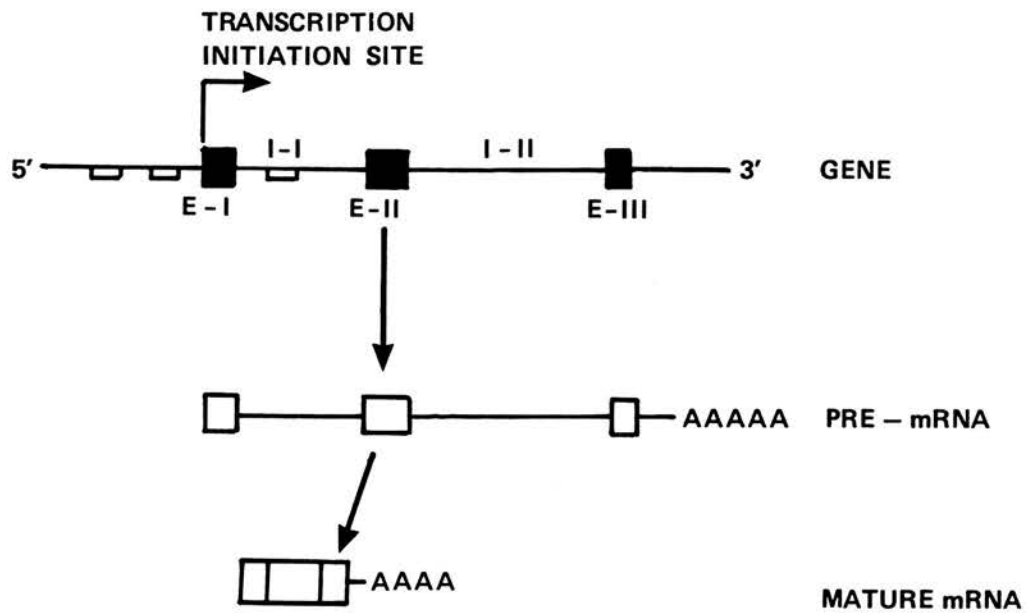 TRANSCRIPTION
INITIATION SITE
I-I
I-II
5'
3'
GENE
E-I
E-II
E-III
AAAAA
PRE – mRNA
AAAA
MATURE mRNA